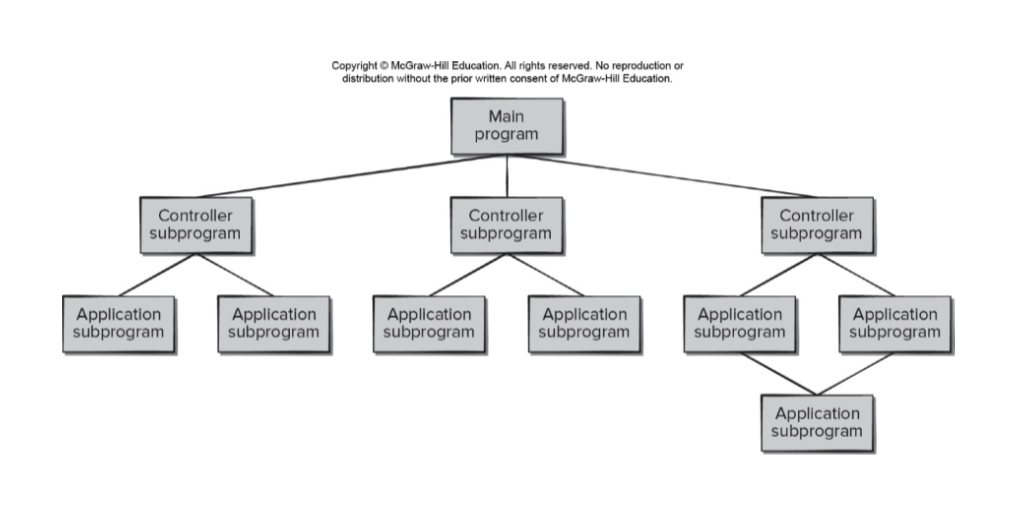 Copyright © McGraw-Hill Education. All rights reserved. No reproduction or
distribution without the prior written consent of McGraw-Hill Education.
Main
program
Controller
subprogram
Controller
subprogram
Controller
subprogram
Application
subprogram
Application
subprogram
Application
subprogram
Application
subprogram
Application
subprogram
Application
subprogram
Application
subprogram